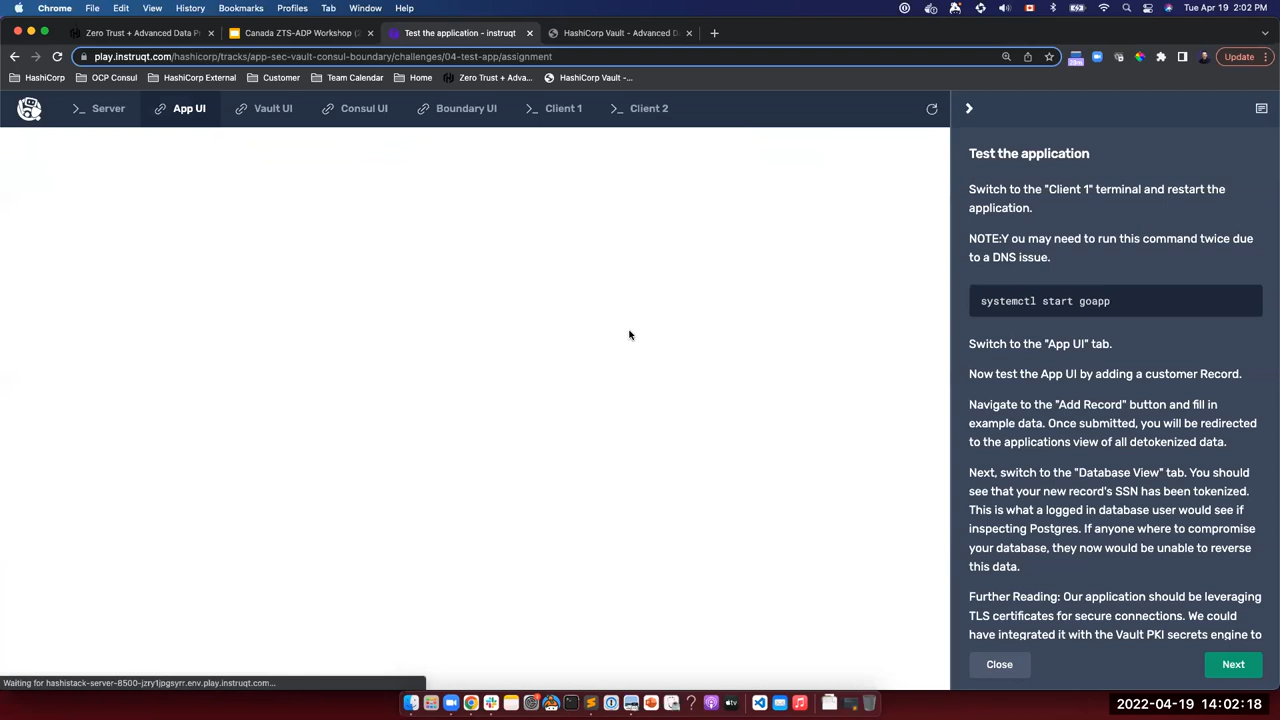 Chrome File Edit View History Bookmarks Profiles Tab Window Help Tue Apr 19 2:02 PM
Zero Trust + Advanced Data Pr Canada ZTS-ADP Workshop ( Test the application - instruqt HashiCorp Vault - Advanced D
play.instruqt.com/hashicorp/tracks/app-sec-vault-consul-boundary/challenges/04-test-app/assignment Update
HashiCorp OCP Consul HashiCorp External Customer Team Calendar Home Zero Trust + Adva... HashiCorp Vault -...
Server App UI Vault UI Consul UI Boundary UI Client 1 Client 2
Test the application
Switch to the "Client 1" terminal and restart the
application.
NOTE:Y ou may need to run this command twice due
to a DNS issue.
systemctl start goapp
Switch to the "App UI" tab.
Now test the App UI by adding a customer Record.
Navigate to the "Add Record" button and fill in
example data. Once submitted, you will be redirected
to the applications view of all detokenized data.
Next, switch to the "Database View" tab. You should
see that your new record's SSN has been tokenized.
This is what a logged in database user would see if
inspecting Postgres. If anyone where to compromise
your database, they now would be unable to reverse
this data.
Further Reading: Our application should be leveraging
TLS certificates for secure connections. We could
have integrated it with the Vault PKI secrets engine to
Close Next
Waiting for hashistack-server-8500-jzry1jpgsyrr.env.play.instruqt.com...
2022-04-19 14:02:18